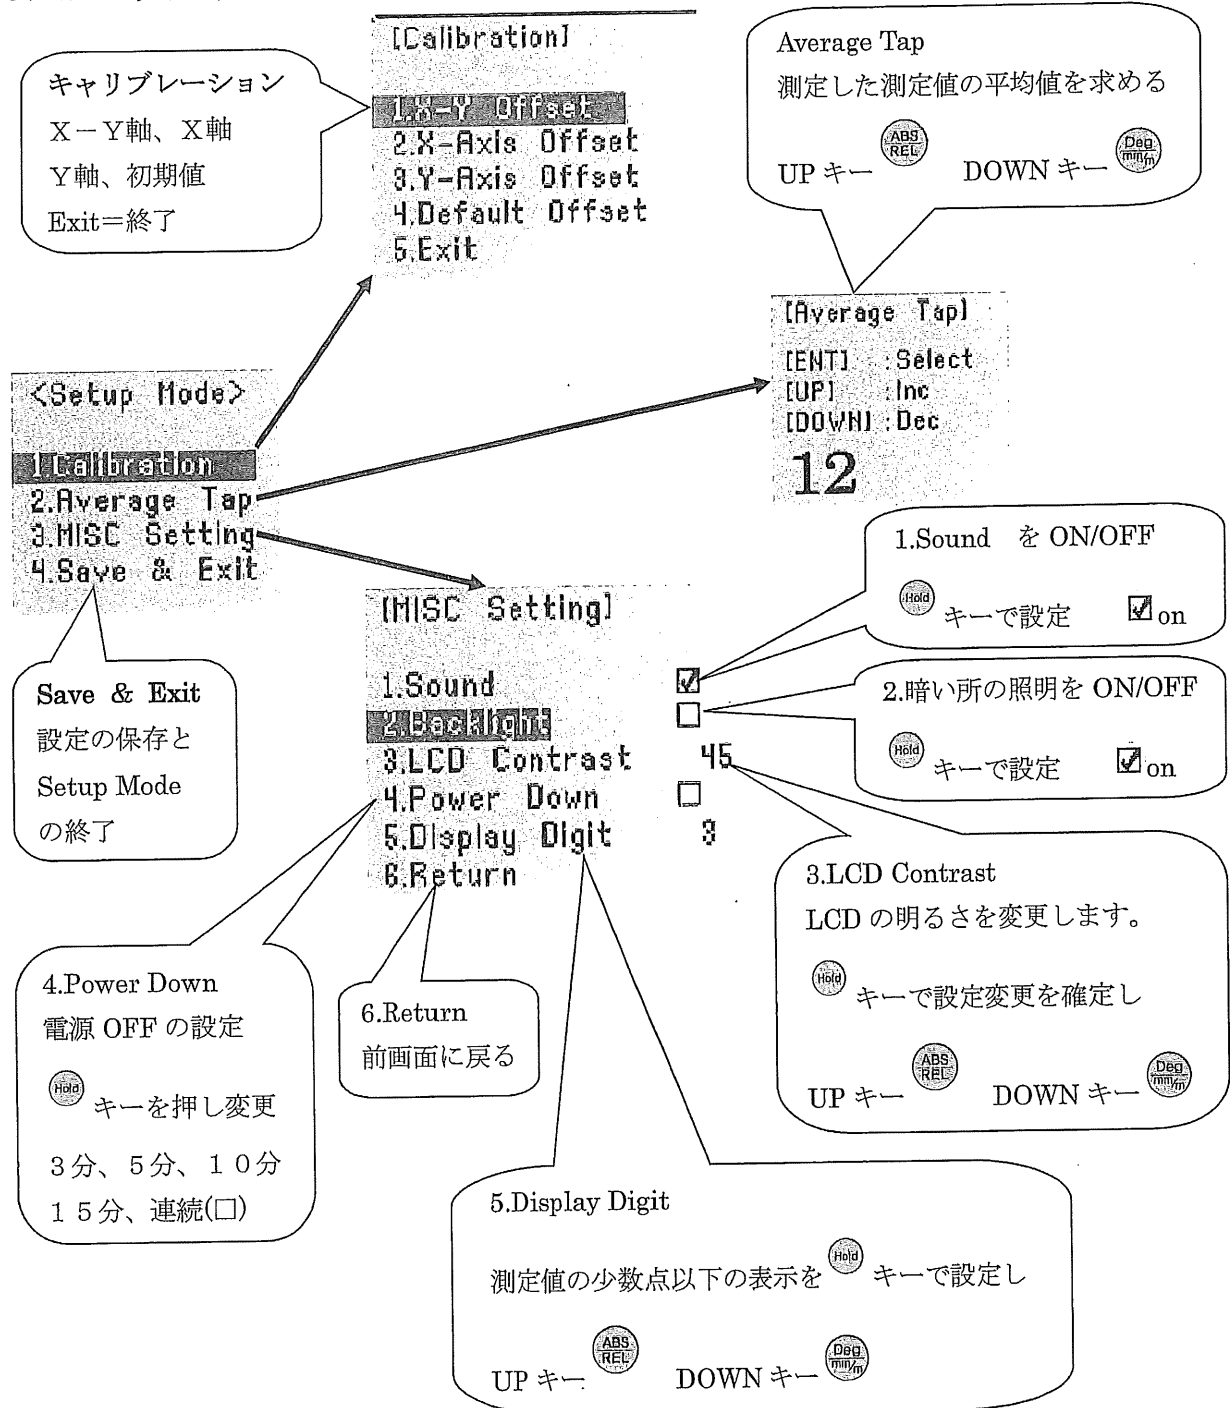 [Calibration]
1.X-Y Offset
2.X-Axis Offset
3.Y-Axis Offset
4.Default Offset
5.Exit
キャリブレーション
X－Y軸、X軸
Y軸、初期値
Exit＝終了
Average Tap
測定した測定値の平均値を求める
UP キー ABS REL DOWN キー Deg mm/m
[Average Tap]
[ENT] :Select
[UP] :Inc
[DOWN] :Dec
12
<Setup Mode>
1.Calibration
2.Average Tap
3.MISC Setting
4.Save & Exit
Save & Exit
設定の保存と
Setup Mode
の終了
[MISC Setting]
1.Sound ☑
2.Backlight □
3.LCD Contrast 45
4.Power Down □
5.Display Digit 3
6.Return
1.Sound を ON/OFF
Hold キーで設定 ☑on
2.暗い所の照明を ON/OFF
Hold キーで設定 ☑on
3.LCD Contrast
LCD の明るさを変更します。
Hold キーで設定変更を確定し
UP キー ABS REL DOWN キー Deg mm/m
4.Power Down
電源 OFF の設定
Hold キーを押し変更
3分、5分、10分
15分、連続(□)
6.Return
前画面に戻る
5.Display Digit
測定値の少数点以下の表示を Hold キーで設定し
UP キー ABS REL DOWN キー Deg mm/m